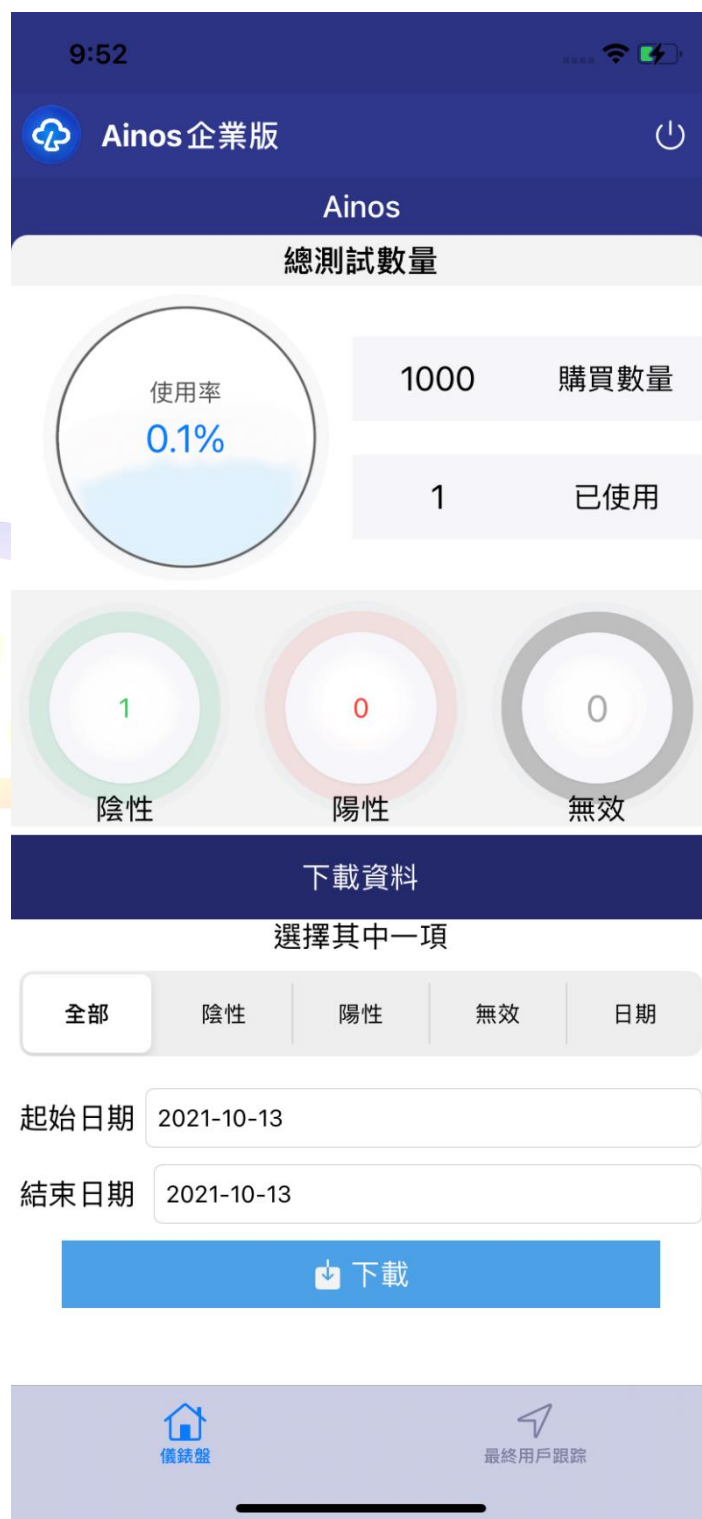 9:52
Ainos企業版
Ainos
總測試數量
使用率
0.1%
1000 購買數量
1 已使用
1 0 0
陰性 陽性 無效
下載資料
選擇其中一項
全部 陰性 陽性 無效 日期
起始日期 2021-10-13
結束日期 2021-10-13
下載
儀錶盤 最終用戶跟踪